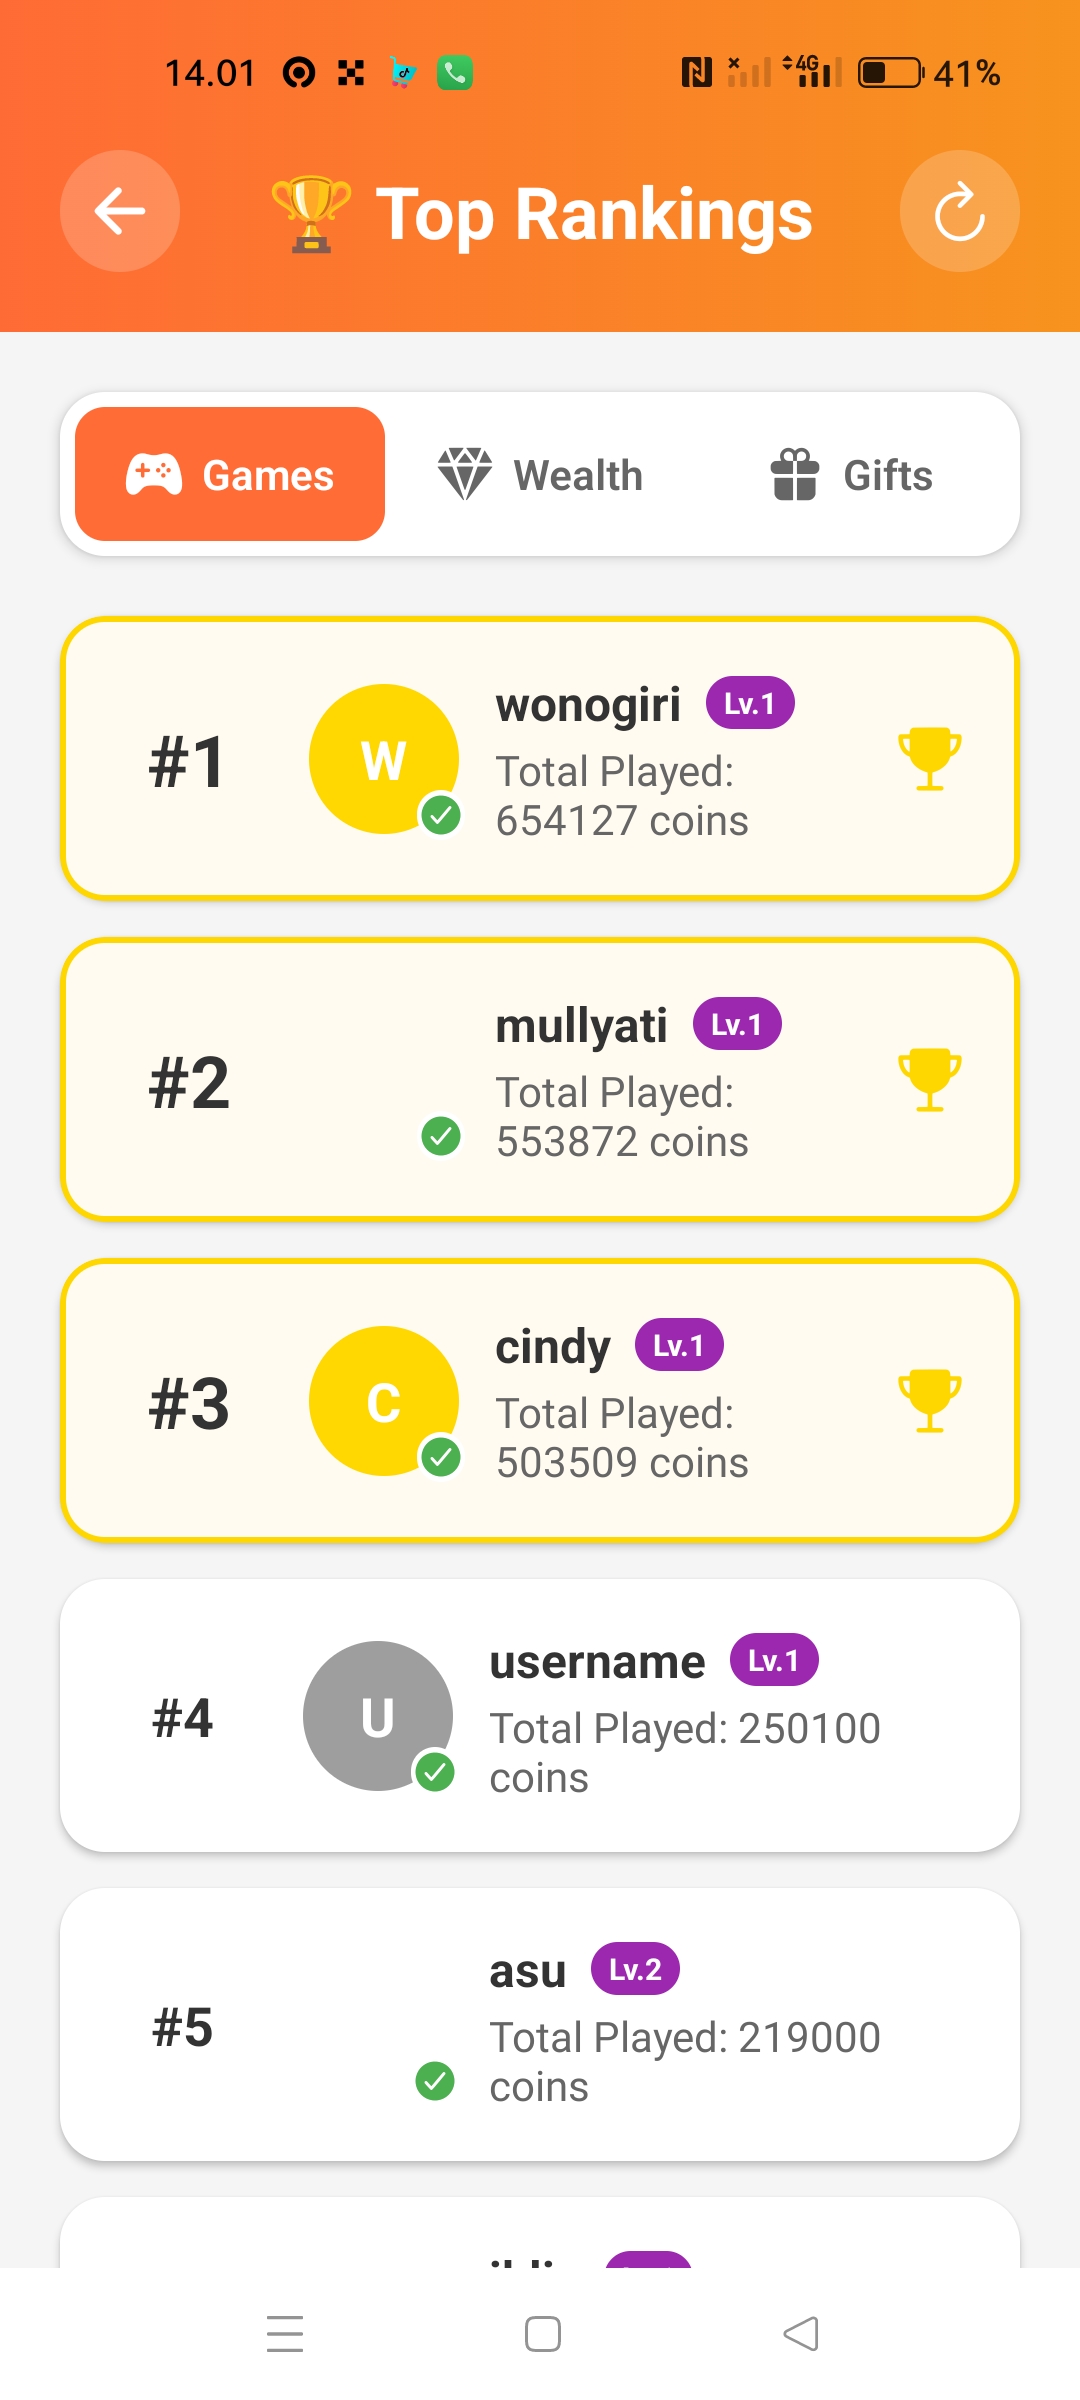 14.01
4G
41%
Top Rankings
Games
Wealth
Gifts
#1
W
wonogiri
Lv.1
Total Played:
654127 coins
#2
mullyati
Lv.1
Total Played:
553872 coins
#3
C
cindy
Lv.1
Total Played:
503509 coins
#4
U
username
Lv.1
Total Played: 250100
coins
#5
asu
Lv.2
Total Played: 219000
coins